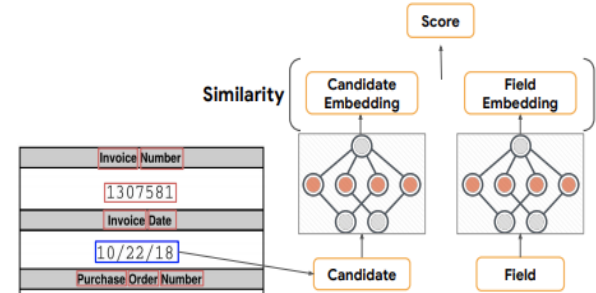 Score
Similarity
Candidate
Embedding
Field
Embedding
Invoice Number
1307581
Invoice Date
10/22/18
Purchase Order Number
Candidate
Field